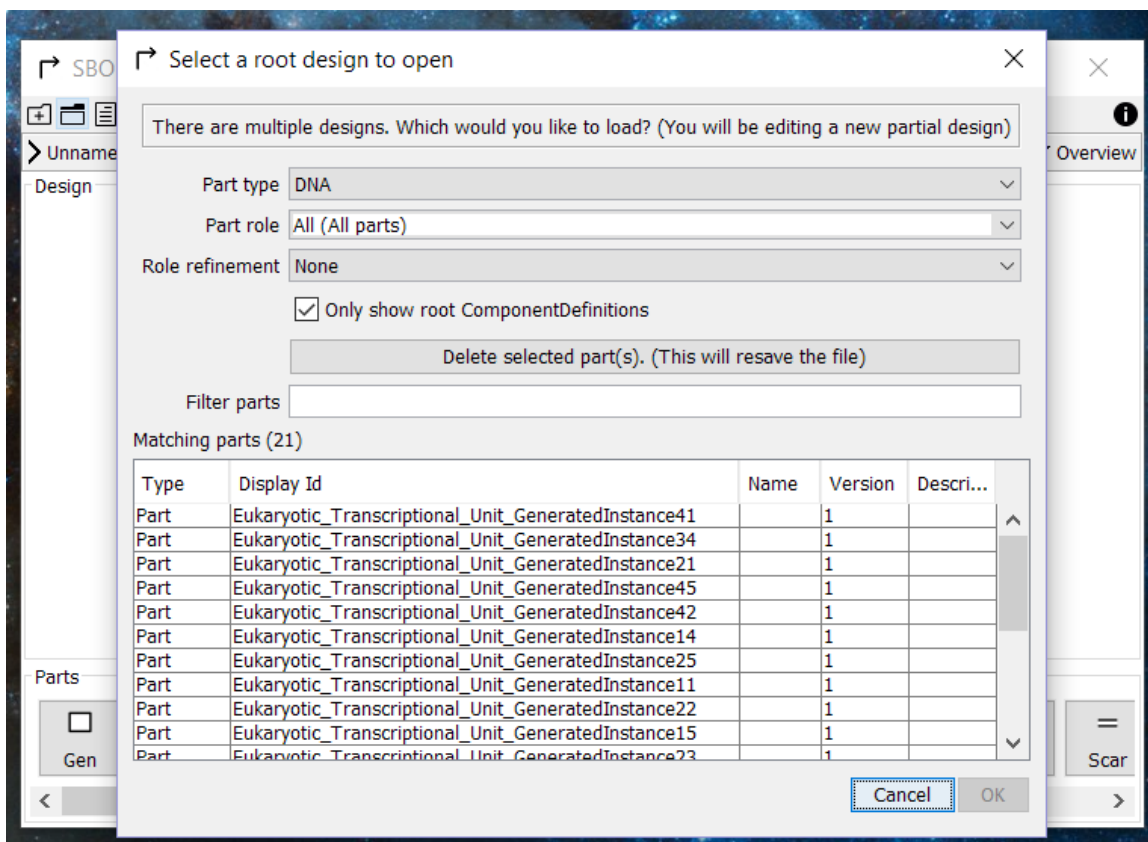 SBO
Select a root design to open
There are multiple designs. Which would you like to load? (You will be editing a new partial design)
Unname
Overview
Design
Part type DNA
Part role All (All parts)
Role refinement None
Only show root ComponentDefinitions
Delete selected part(s). (This will resave the file)
Filter parts
Matching parts (21)
Type Display Id Name Version Descri...
Part Eukaryotic_Transcriptional_Unit_GeneratedInstance41 1
Part Eukaryotic_Transcriptional_Unit_GeneratedInstance34 1
Part Eukaryotic_Transcriptional_Unit_GeneratedInstance21 1
Part Eukaryotic_Transcriptional_Unit_GeneratedInstance45 1
Part Eukaryotic_Transcriptional_Unit_GeneratedInstance42 1
Part Eukaryotic_Transcriptional_Unit_GeneratedInstance14 1
Part Eukaryotic_Transcriptional_Unit_GeneratedInstance25 1
Part Eukaryotic_Transcriptional_Unit_GeneratedInstance11 1
Part Eukaryotic_Transcriptional_Unit_GeneratedInstance22 1
Part Eukaryotic_Transcriptional_Unit_GeneratedInstance15 1
Part Eukaryotic_Transcriptional_Unit_GeneratedInstance23 1
Parts
Gen
Scar
Cancel OK